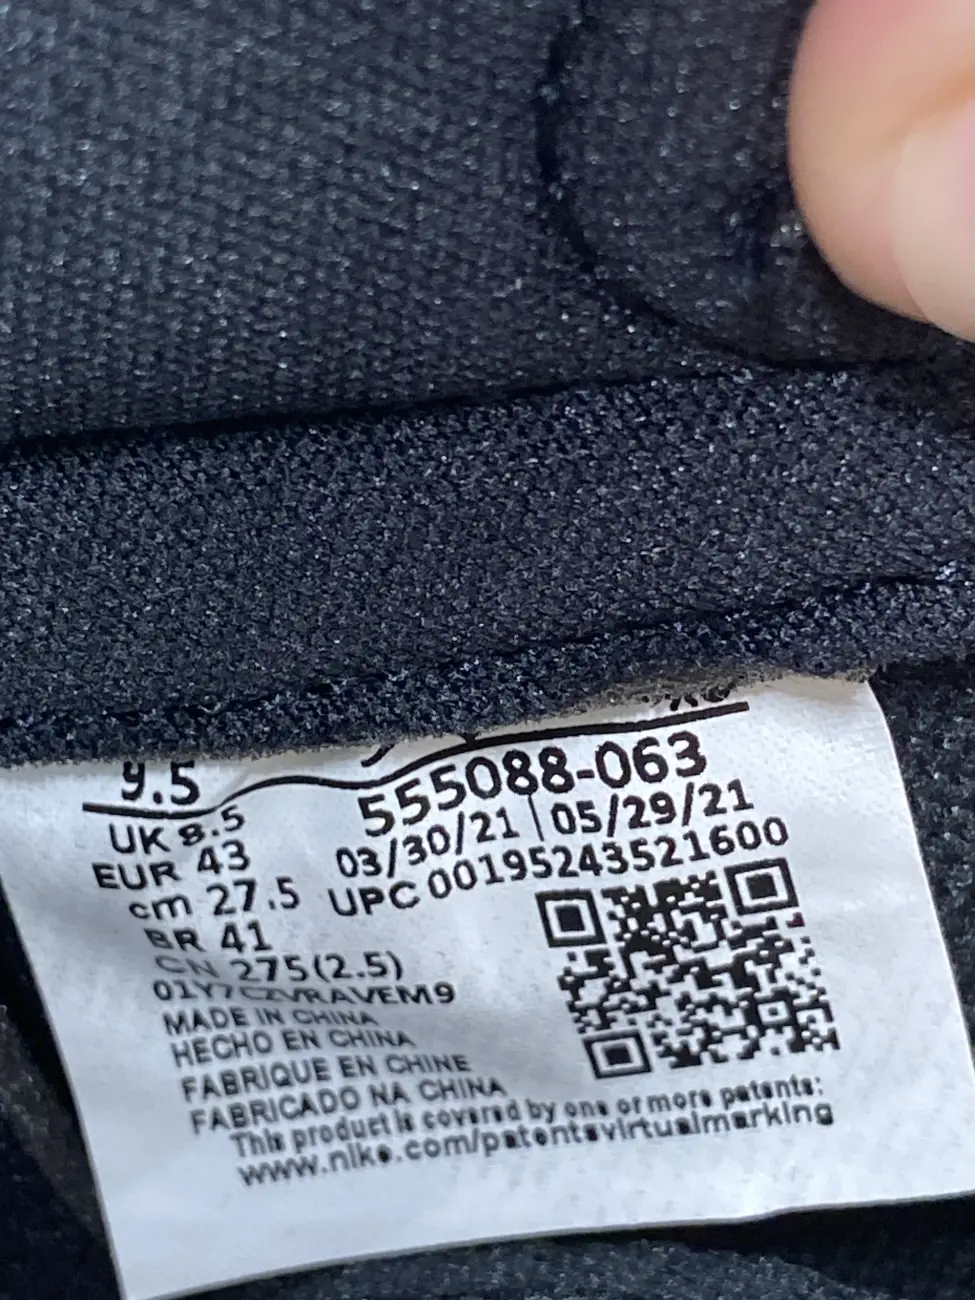 9.5
555088-063
UK 8.5
03/30/21 | 05/29/21
EUR 43
UPC 00195243521600
cm 27.5
BR 41
CN 275(2.5)
01Y7CZVRAVEM9
MADE IN CHINA
HECHO EN CHINA
FABRIQUE EN CHINE
FABRICADO NA CHINA
This product is covered by one or more patents:
www.nike.com/patentsvirtualmarking